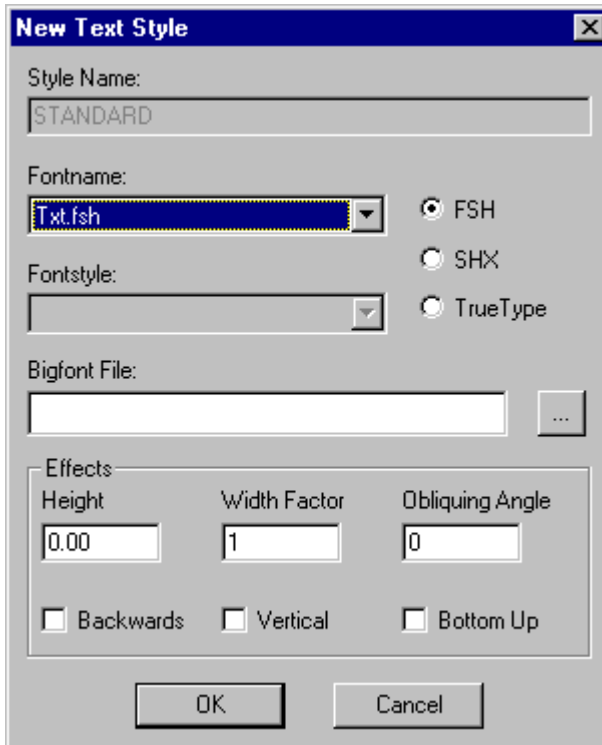 New Text Style
Style Name:
STANDARD
Fontname:
Txt.fsh
FSH
SHX
Fontstyle:
TrueType
Bigfont File:
...
Effects
Height Width Factor Obliquing Angle
0.00 1 0
Backwards Vertical Bottom Up
OK Cancel